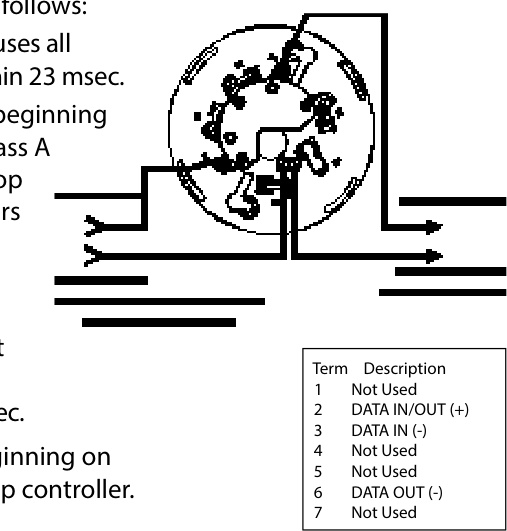 follows:
uses all
in 23 msec.
beginning
ass A
op
rs
t
ec.
ginning on
p controller.
Term Description
1 Not Used
2 DATA IN/OUT (+)
3 DATA IN (-)
4 Not Used
5 Not Used
6 DATA OUT (-)
7 Not Used